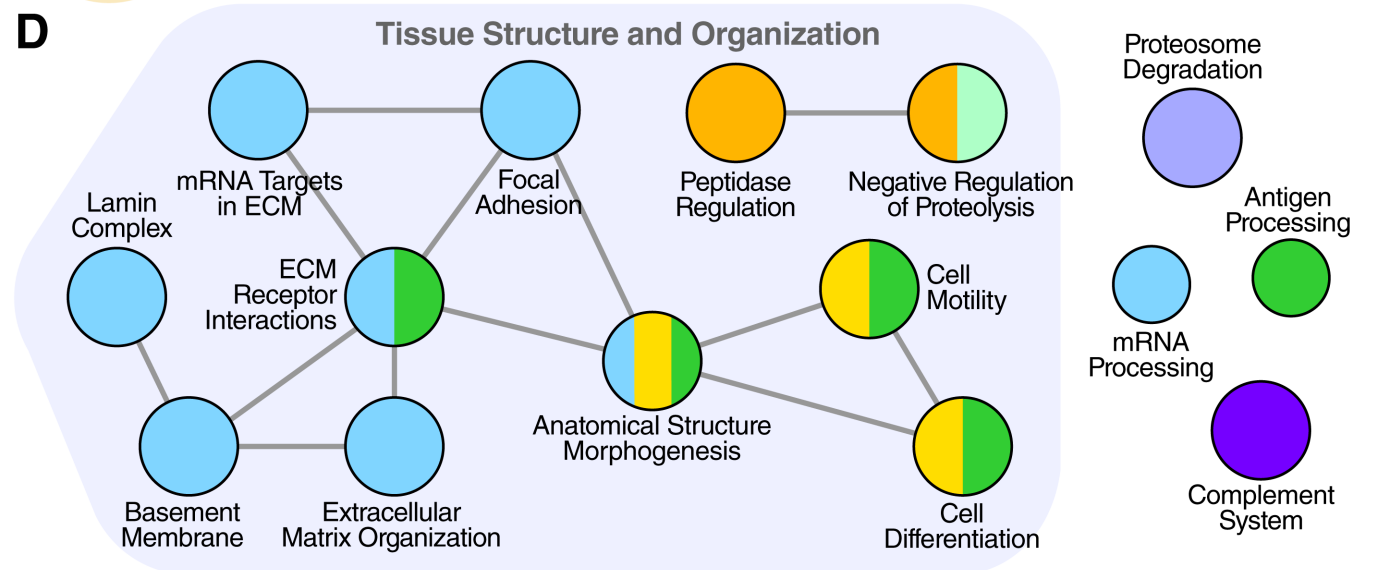 D
Tissue Structure and Organization
mRNA Targets
in ECM
Focal
Adhesion
Peptidase
Regulation
Negative Regulation
of Proteolysis
Lamin
Complex
ECM
Receptor
Interactions
Cell
Motility
Anatomical Structure
Morphogenesis
Basement
Membrane
Extracellular
Matrix Organization
Cell
Differentiation
Proteosome
Degradation
Antigen
Processing
mRNA
Processing
Complement
System